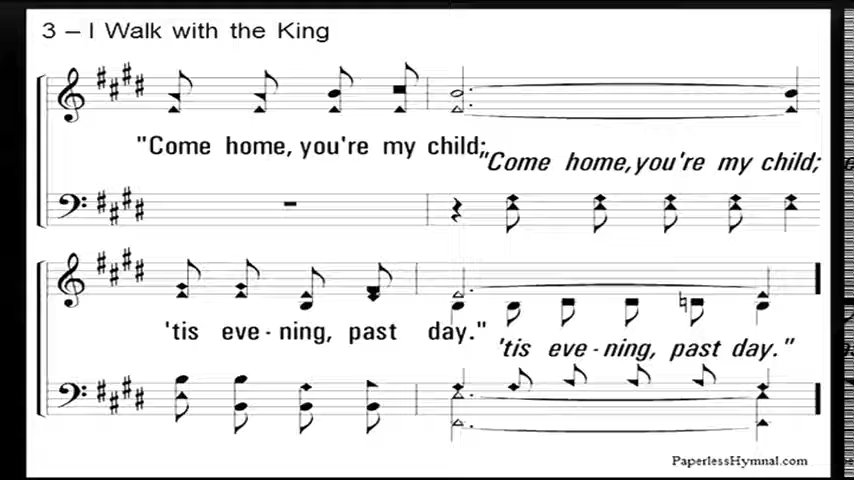 3 – I Walk with the King
"Come home, you're my child;
"Come home, you're my child;
'tis eve - ning, past day."
'tis eve - ning, past day."
PaperlessHymnal.com